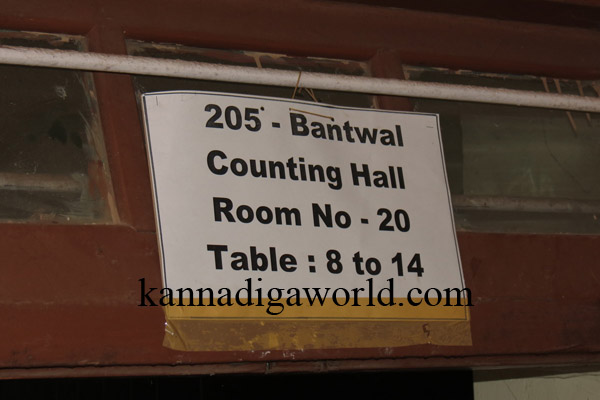 205 - Bantwal
Counting Hall
Room No - 20
Table : 8 to 14
kannadigaworld.com